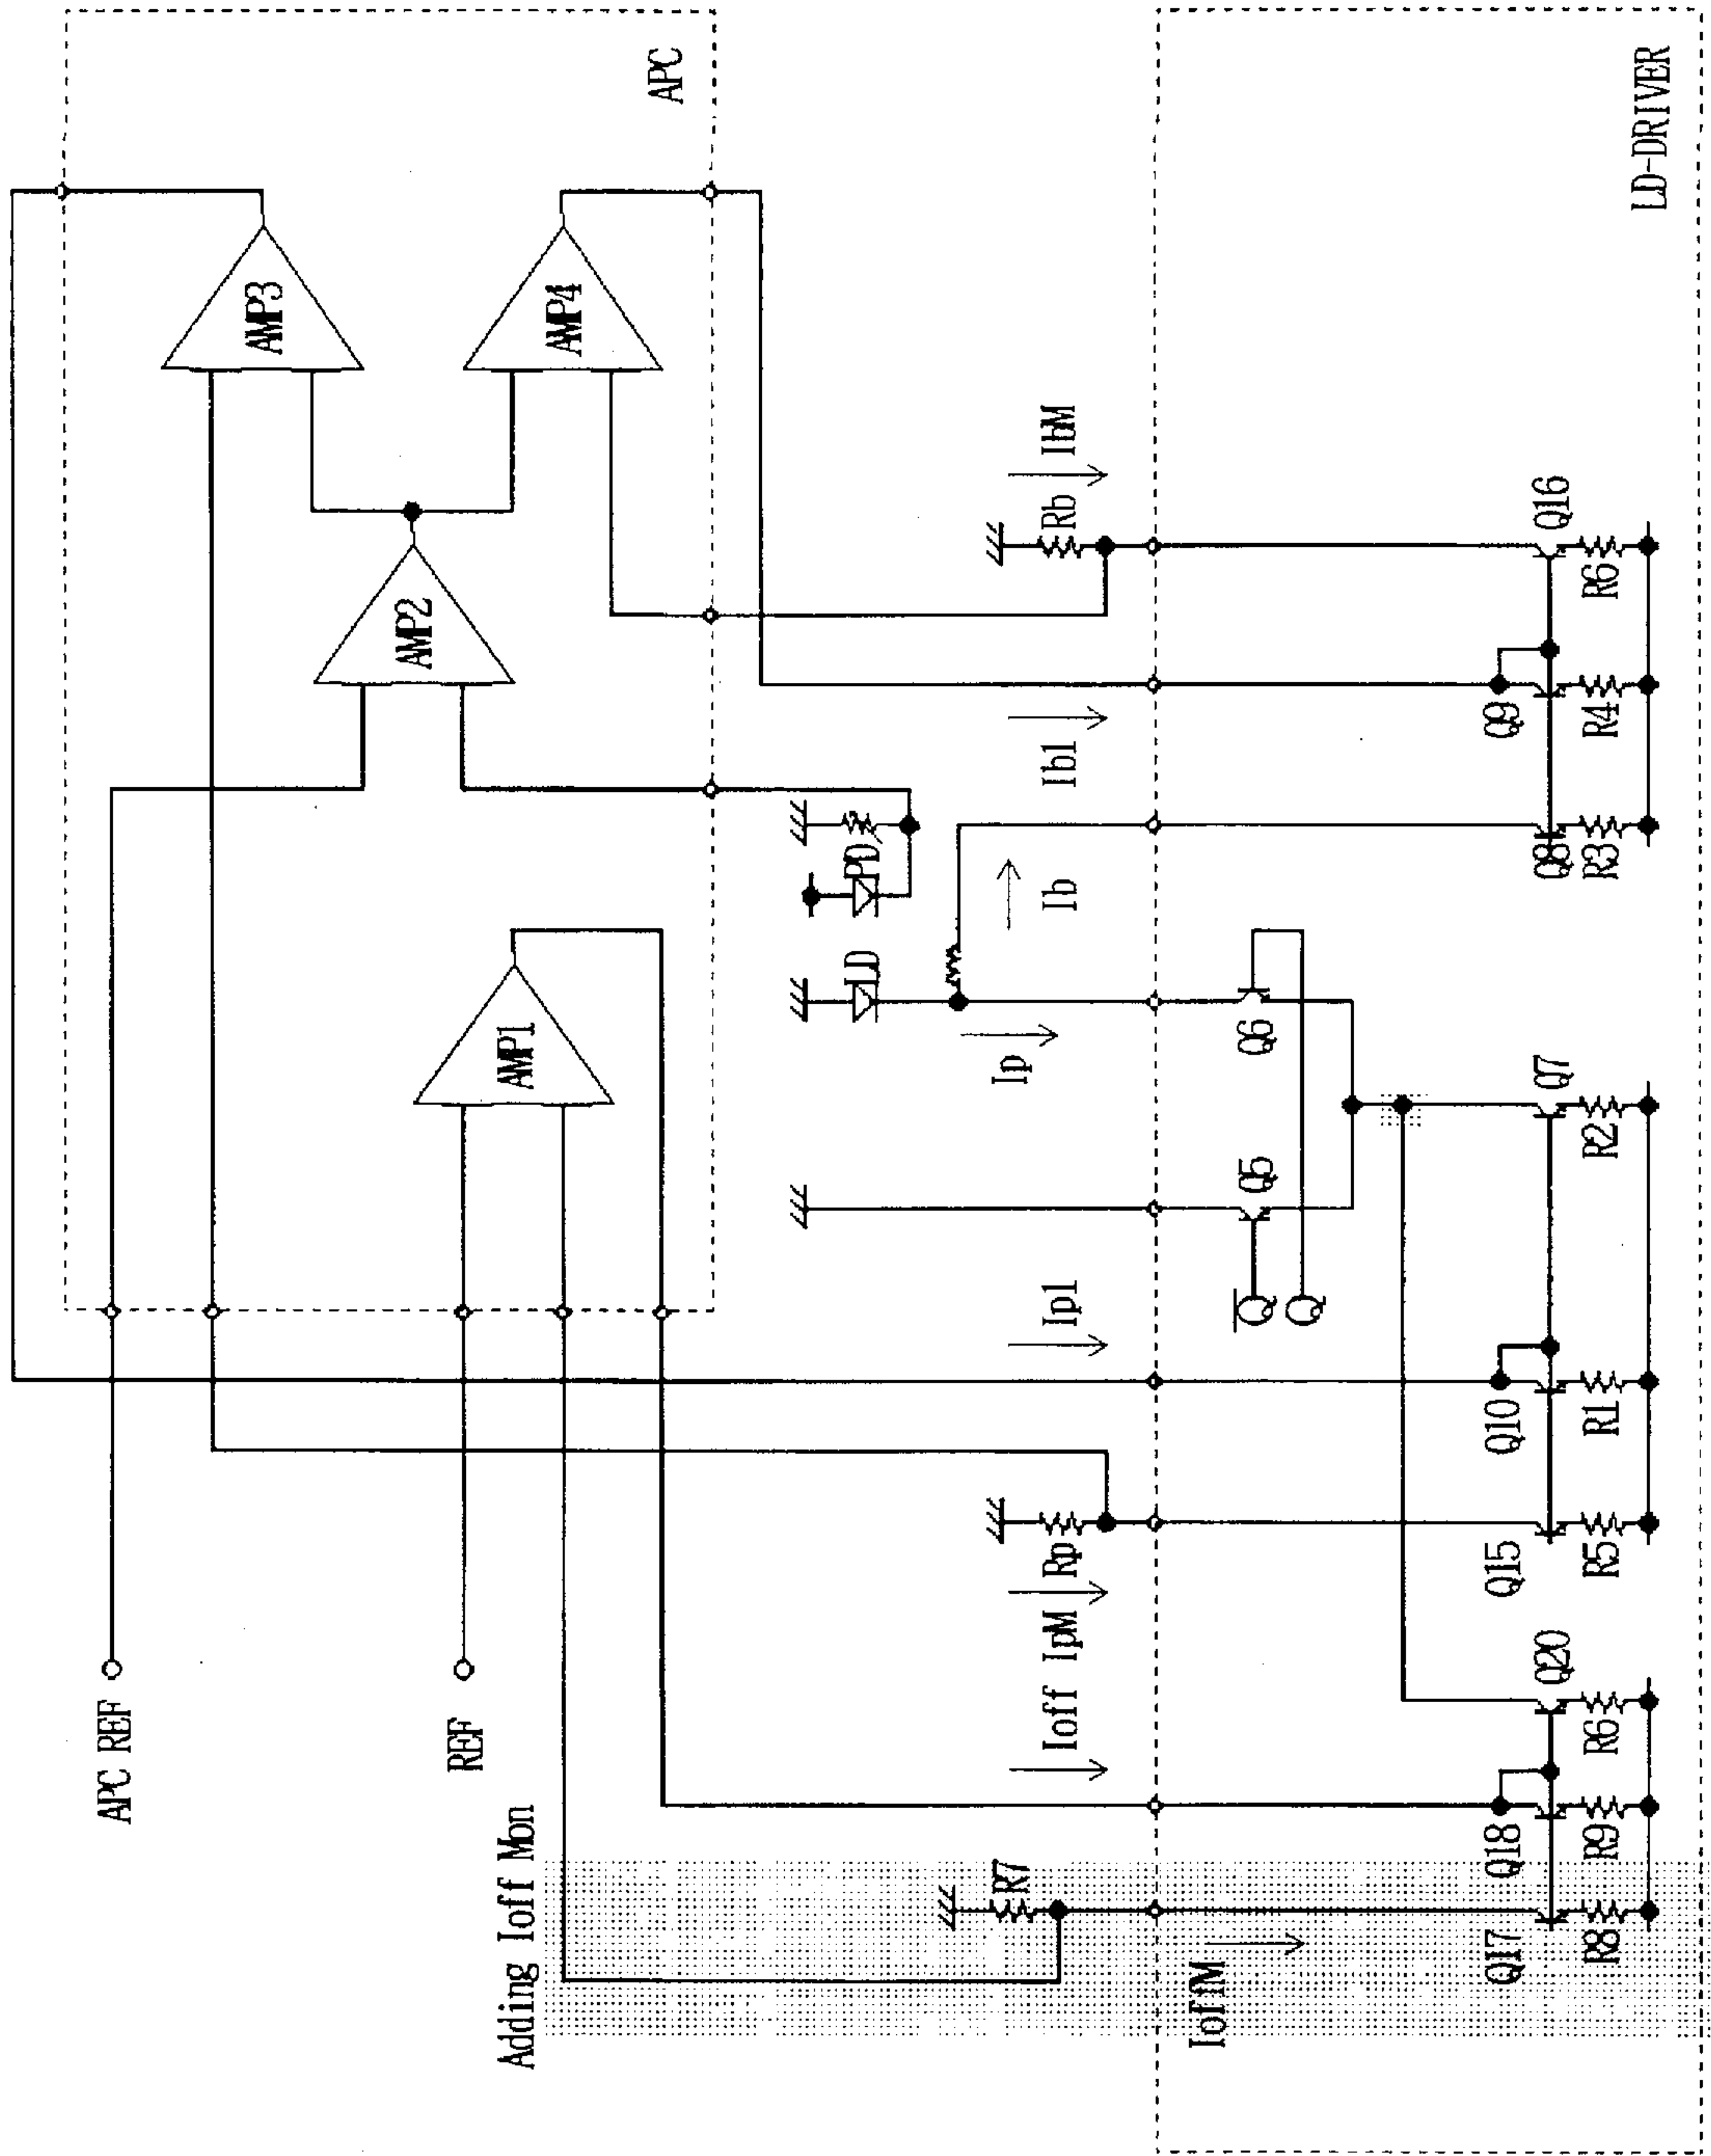 APC REF
REF
Adding Ioff Mon
APC
AMP3
AMP4
AMP2
AMP1
LD
PD
R7
Rp
Rb
Ioff
IpM
Ip1
Ip
Ib
Ib1
IbM
IoffM
Q̅
Q
Q5
Q6
Q17
Q18
Q20
Q15
Q10
Q7
Q8
Q9
Q16
R8
R9
R6
R5
R1
R2
R3
R4
R6
LD-DRIVER